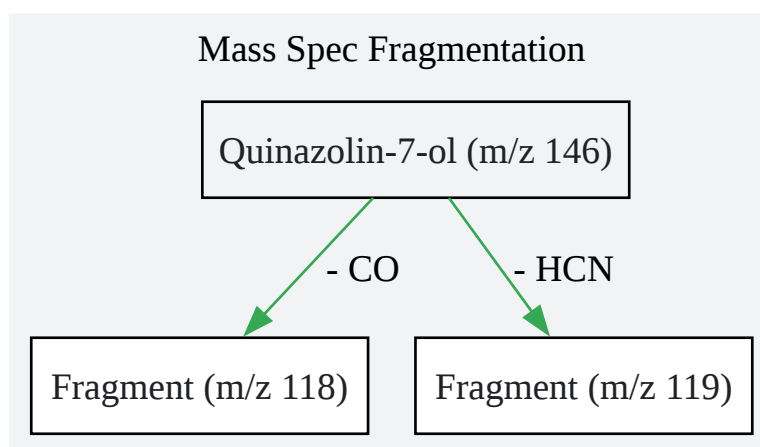 Mass Spec Fragmentation
Quinazolin-7-ol (m/z 146)
- CO
- HCN
Fragment (m/z 118)
Fragment (m/z 119)